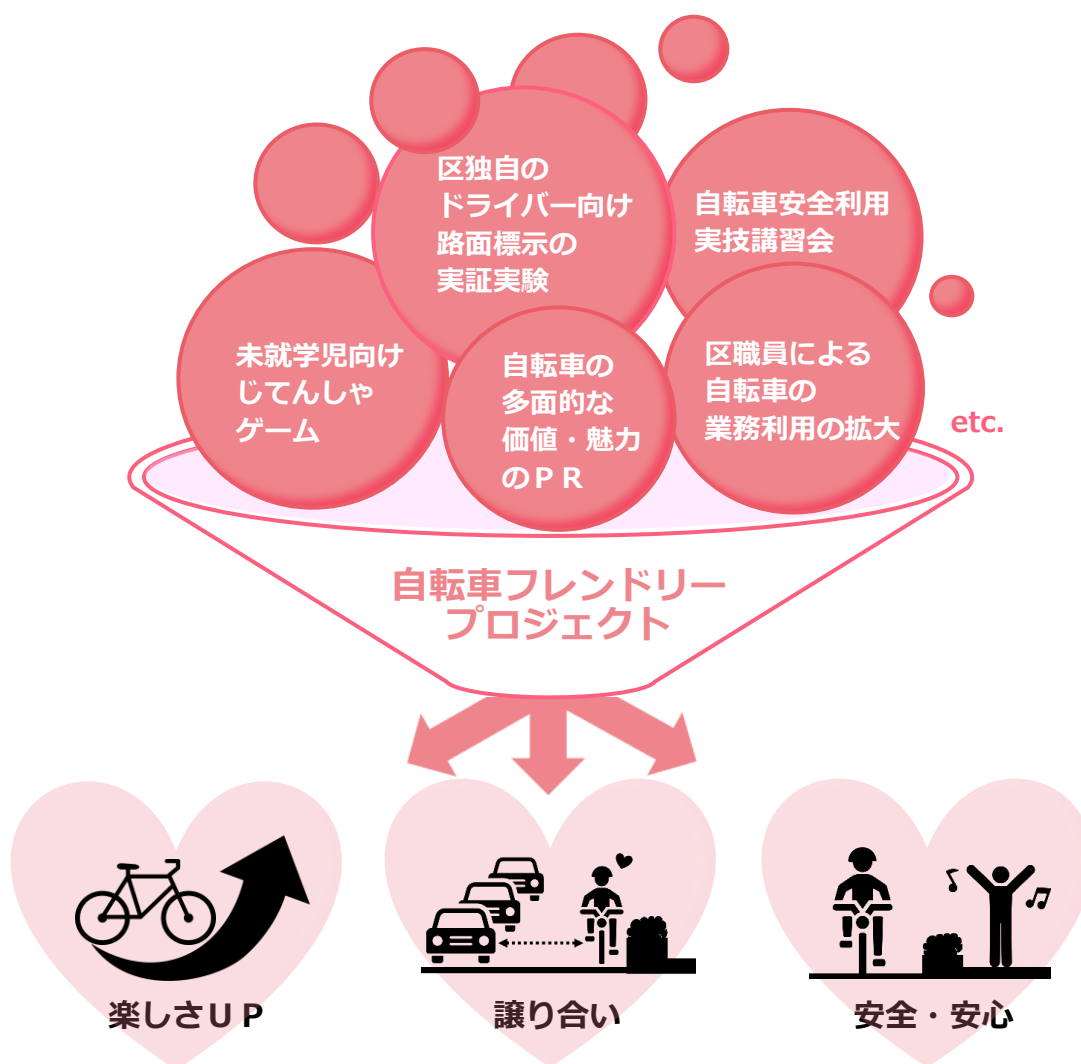 区独自の
ドライバー向け
路面標示の
実証実験
自転車安全利用
実技講習会
未就学児向け
じてんしゃ
ゲーム
自転車の
多面的な
価値・魅力
のＰＲ
区職員による
自転車の
業務利用の拡大
etc.
自転車フレンドリー
プロジェクト
楽しさＵＰ
譲り合い
安全・安心